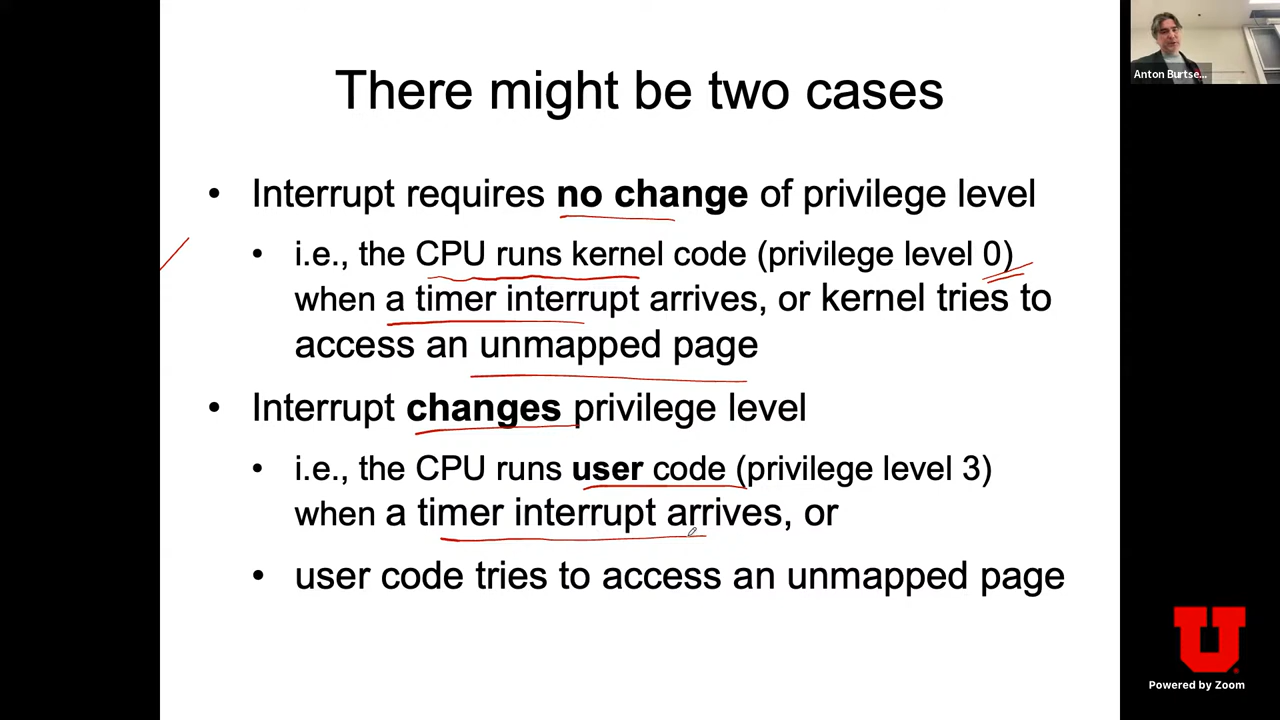 There might be two cases
Anton Burtse...
• Interrupt requires no change of privilege level
• i.e., the CPU runs kernel code (privilege level 0)
when a timer interrupt arrives, or kernel tries to
access an unmapped page
• Interrupt changes privilege level
• i.e., the CPU runs user code (privilege level 3)
when a timer interrupt arrives, or
• user code tries to access an unmapped page
U
Powered by Zoom